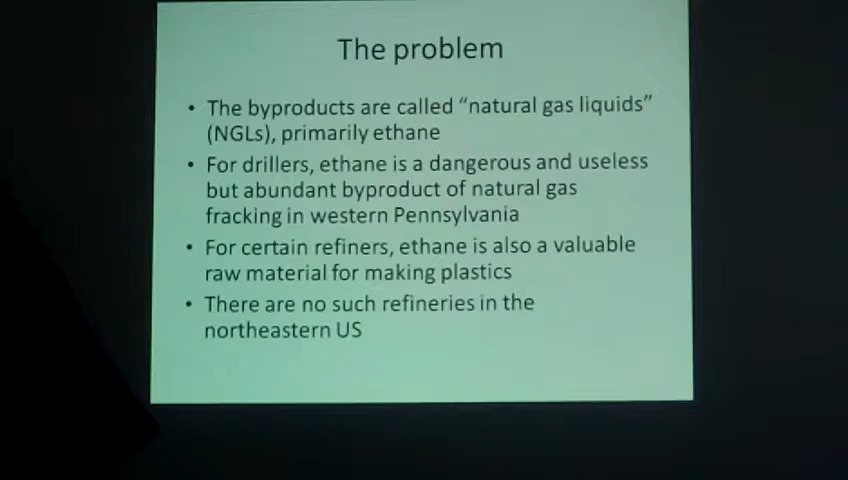 The problem
• The byproducts are called “natural gas liquids”
(NGLs), primarily ethane
• For drillers, ethane is a dangerous and useless
but abundant byproduct of natural gas
fracking in western Pennsylvania
• For certain refiners, ethane is also a valuable
raw material for making plastics
• There are no such refineries in the
northeastern US